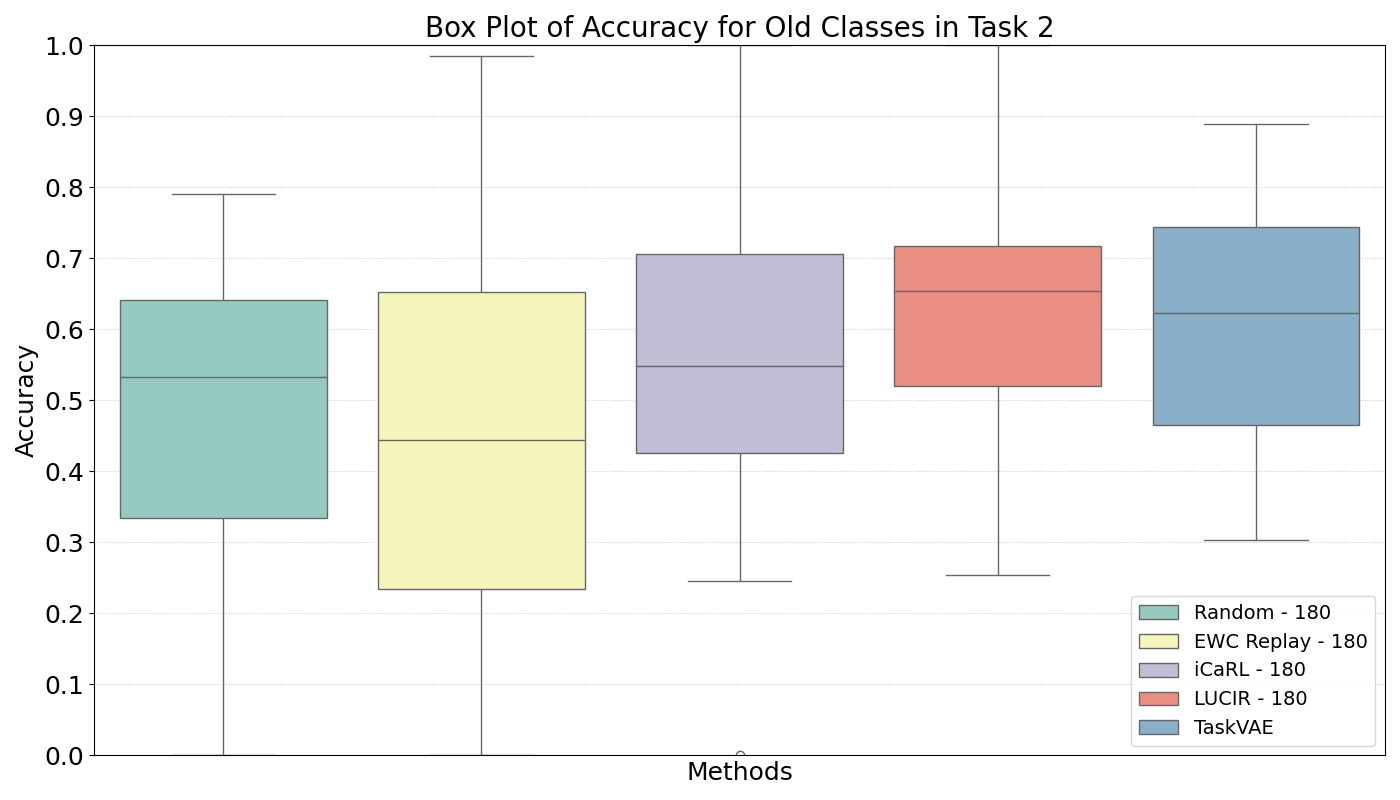 Box Plot of Accuracy for Old Classes in Task 2
1.0
0.9
0.8
0.7
0.6
0.5
0.4
0.3
0.2
0.1
0.0
Accuracy
Methods
Random - 180
EWC Replay - 180
iCaRL - 180
LUCIR - 180
TaskVAE